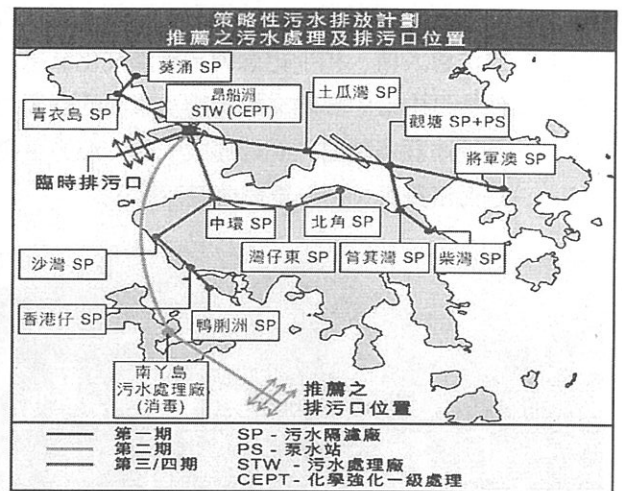 策略性污水排放計劃
推薦之污水處理及排污口位置
葵涌 SP
青衣島 SP
昂船洲
STW (CEPT)
土瓜灣 SP
觀塘 SP+PS
將軍澳 SP
臨時排污口
中環 SP
北角 SP
灣仔東 SP
筲箕灣 SP
柴灣 SP
沙灣 SP
香港仔 SP
鴨脷洲 SP
南丫島
污水處理廠
(消毒)
推薦之
排污口位置
第一期
第二期
第三/四期
SP - 污水隔濾廠
PS - 泵水站
STW - 污水處理廠
CEPT - 化學強化一級處理